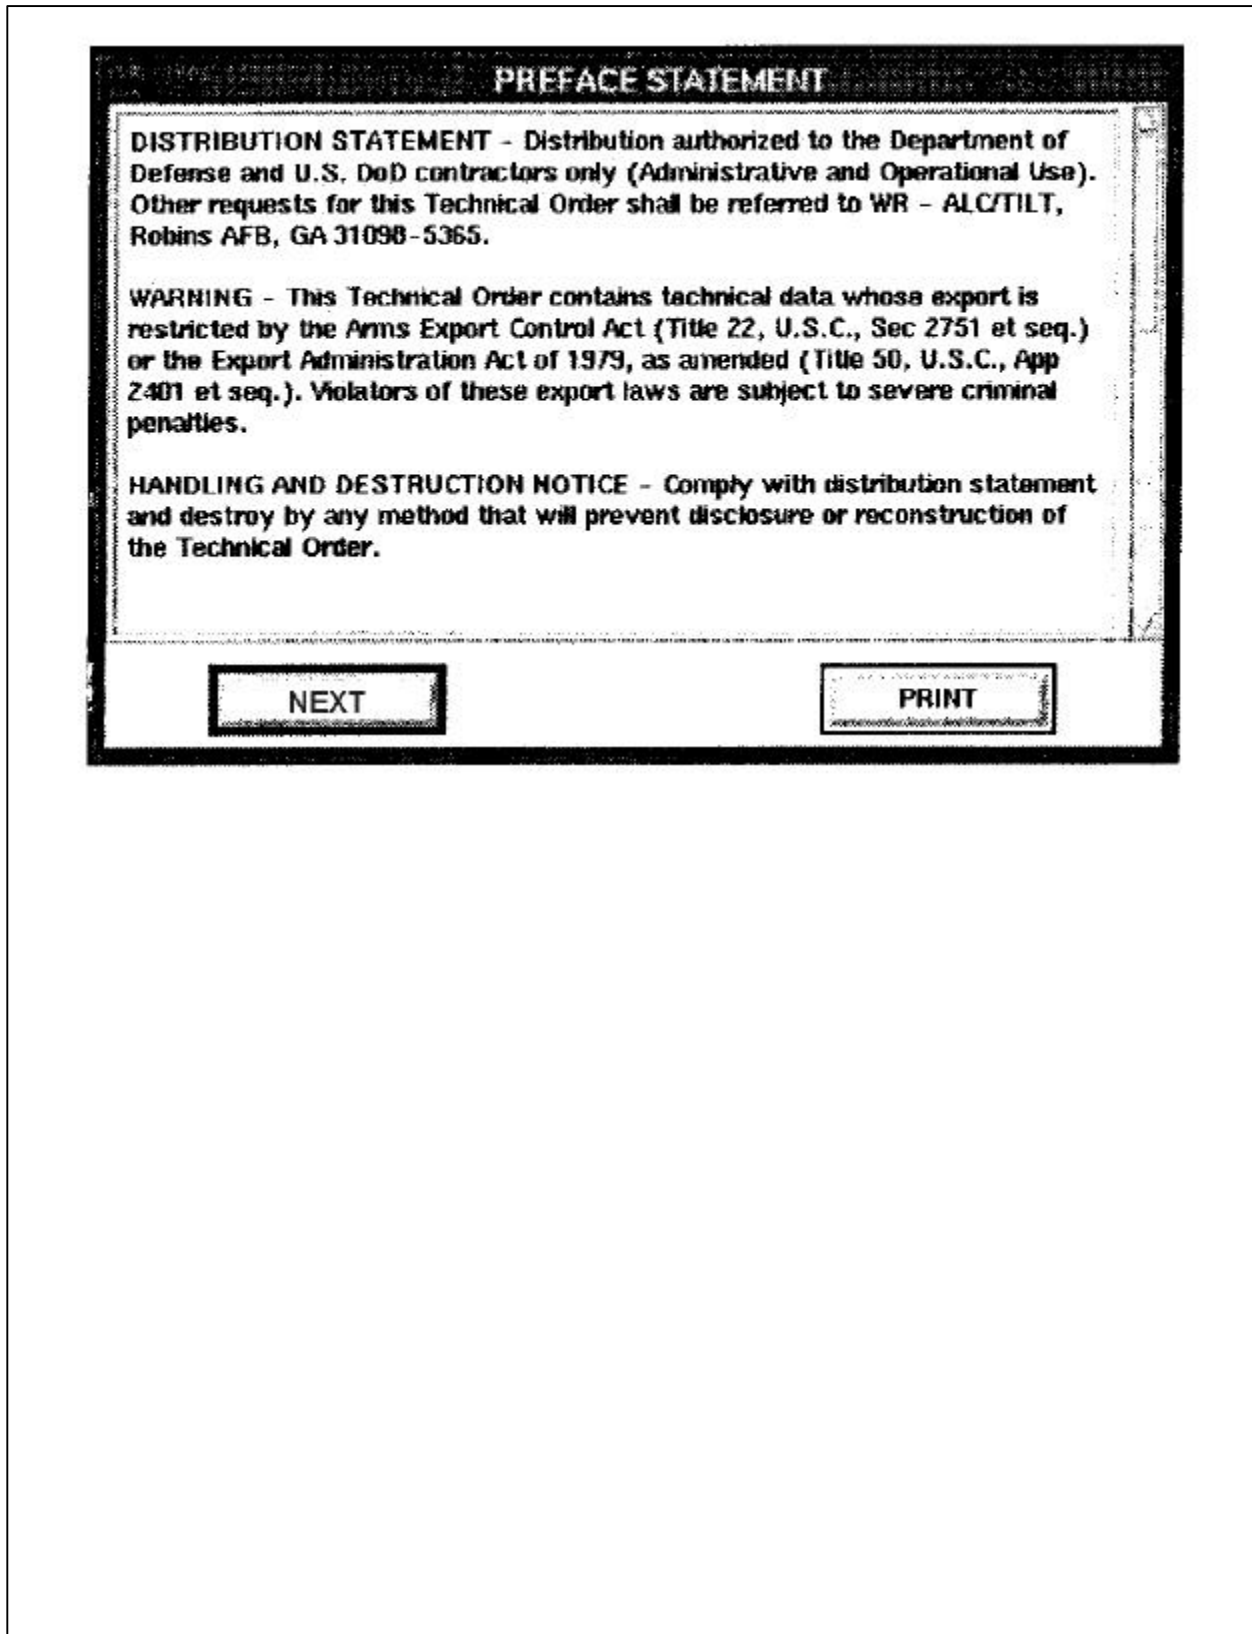 PREFACE STATEMENT
DISTRIBUTION STATEMENT - Distribution authorized to the Department of
Defense and U.S. DoD contractors only (Administrative and Operational Use).
Other requests for this Technical Order shall be referred to WR - ALC/TILT,
Robins AFB, GA 31098-5365.
WARNING - This Technical Order contains technical data whose export is
restricted by the Arms Export Control Act (Title 22, U.S.C., Sec 2751 et seq.)
or the Export Administration Act of 1979, as amended (Title 50, U.S.C., App
2401 et seq.). Violators of these export laws are subject to severe criminal
penalties.
HANDLING AND DESTRUCTION NOTICE - Comply with distribution statement
and destroy by any method that will prevent disclosure or reconstruction of
the Technical Order.
NEXT
PRINT